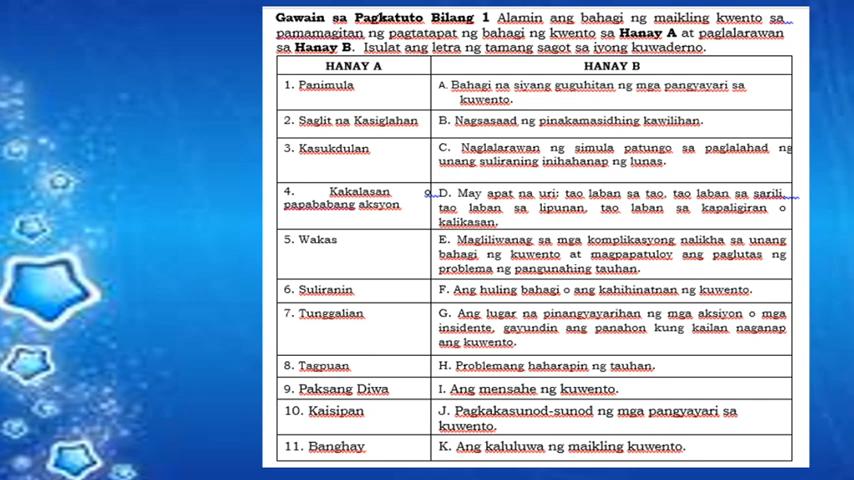 Gawain sa Pagkatuto Bilang 1 Alamin ang bahagi ng maikling kwento sa
pamamagitan ng pagtatapat ng bahagi ng kwento sa Hanay A at paglalarawan
sa Hanay B. Isulat ang letra ng tamang sagot sa iyong kuwaderno.
HANAY A HANAY B
1. Panimula
A. Bahagi na siyang guguhitan ng mga pangyayari sa
kuwento.
2. Saglit na Kasiglahan
B. Nagsasaad ng pinakamasidhing kawilihan.
3. Kasukdulan
C. Naglalarawan ng simula patungo sa paglalahad ng
unang suliraning inihahanap ng lunas.
4. Kakalasan o
papababang aksyon
D. May apat na uri: tao laban sa tao, tao laban sa sarili,
tao laban sa lipunan, tao laban sa kapaligiran o
kalikasan.
5. Wakas
E. Magliliwanag sa mga komplikasyong nalikha sa unang
bahagi ng kuwento at magpapatuloy ang paglutas ng
problema ng pangunahing tauhan.
6. Suliranin
F. Ang huling bahagi o ang kahihinatnan ng kuwento.
7. Tunggalian
G. Ang lugar na pinangyayarihan ng mga aksiyon o mga
insidente, gayundin ang panahon kung kailan naganap
ang kuwento.
8. Tagpuan
H. Problemang haharapin ng tauhan.
9. Paksang Diwa
I. Ang mensahe ng kuwento.
10. Kaisipan
J. Pagkakasunod-sunod ng mga pangyayari sa
kuwento.
11. Banghay
K. Ang kaluluwa ng maikling kuwento.